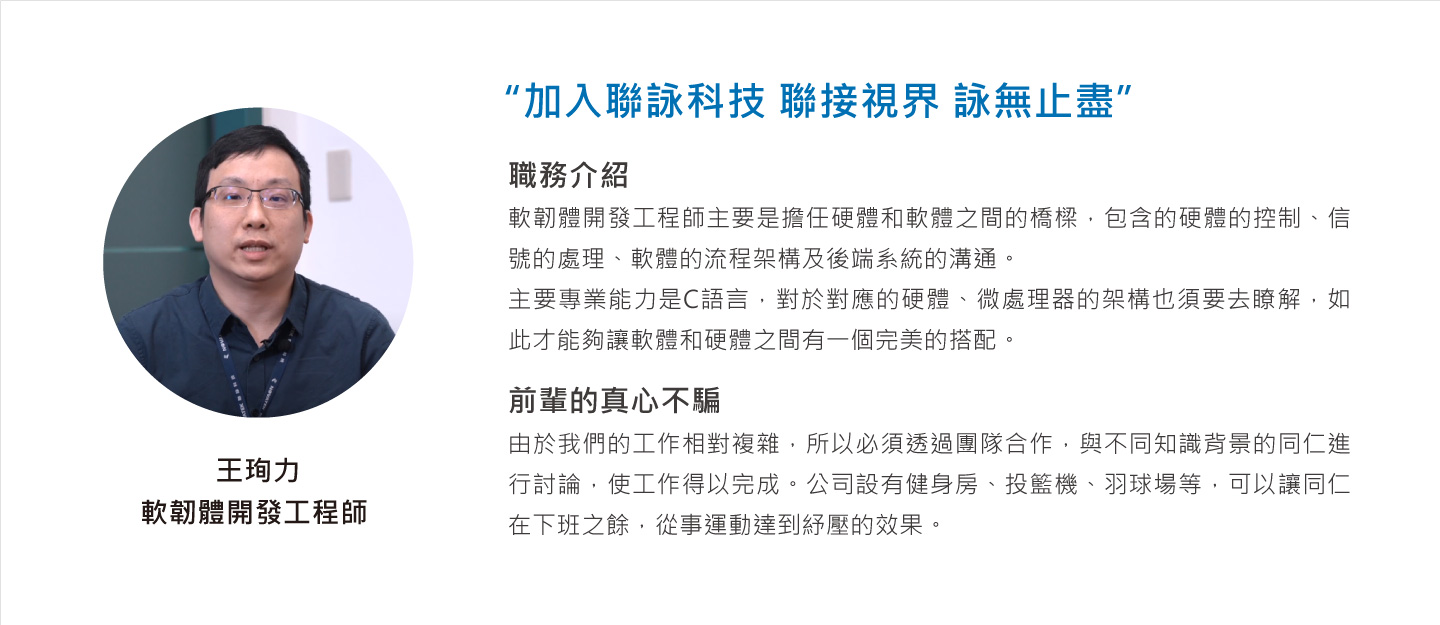 “加入聯詠科技 聯接視界 詠無止盡”
職務介紹
軟韌體開發工程師主要是擔任硬體和軟體之間的橋樑，包含的硬體的控制、信
號的處理、軟體的流程架構及後端系統的溝通。
主要專業能力是C語言，對於對應的硬體、微處理器的架構也須要去瞭解，如
此才能夠讓軟體和硬體之間有一個完美的搭配。
前輩的真心不騙
由於我們的工作相對複雜，所以必須透過團隊合作，與不同知識背景的同仁進
行討論，使工作得以完成。公司設有健身房、投籃機、羽球場等，可以讓同仁
在下班之餘，從事運動達到紓壓的效果。
王珣力
軟韌體開發工程師